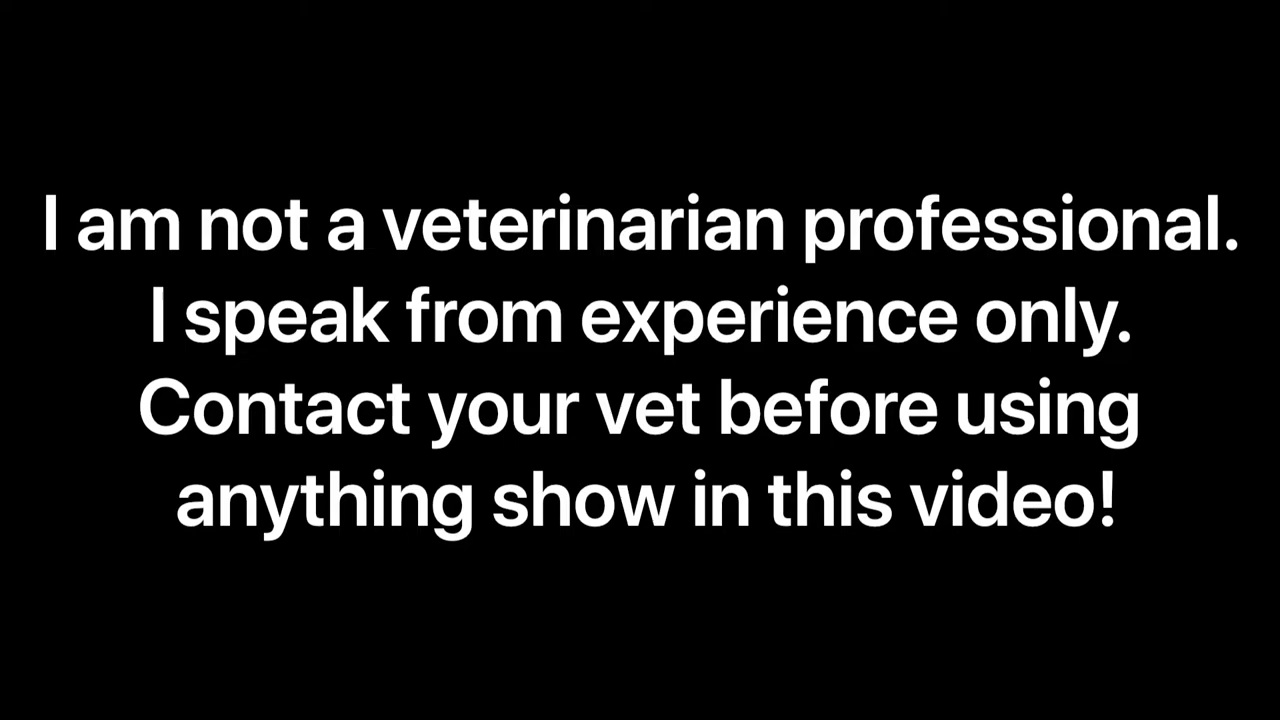 I am not a veterinarian professional.
I speak from experience only.
Contact your vet before using
anything show in this video!